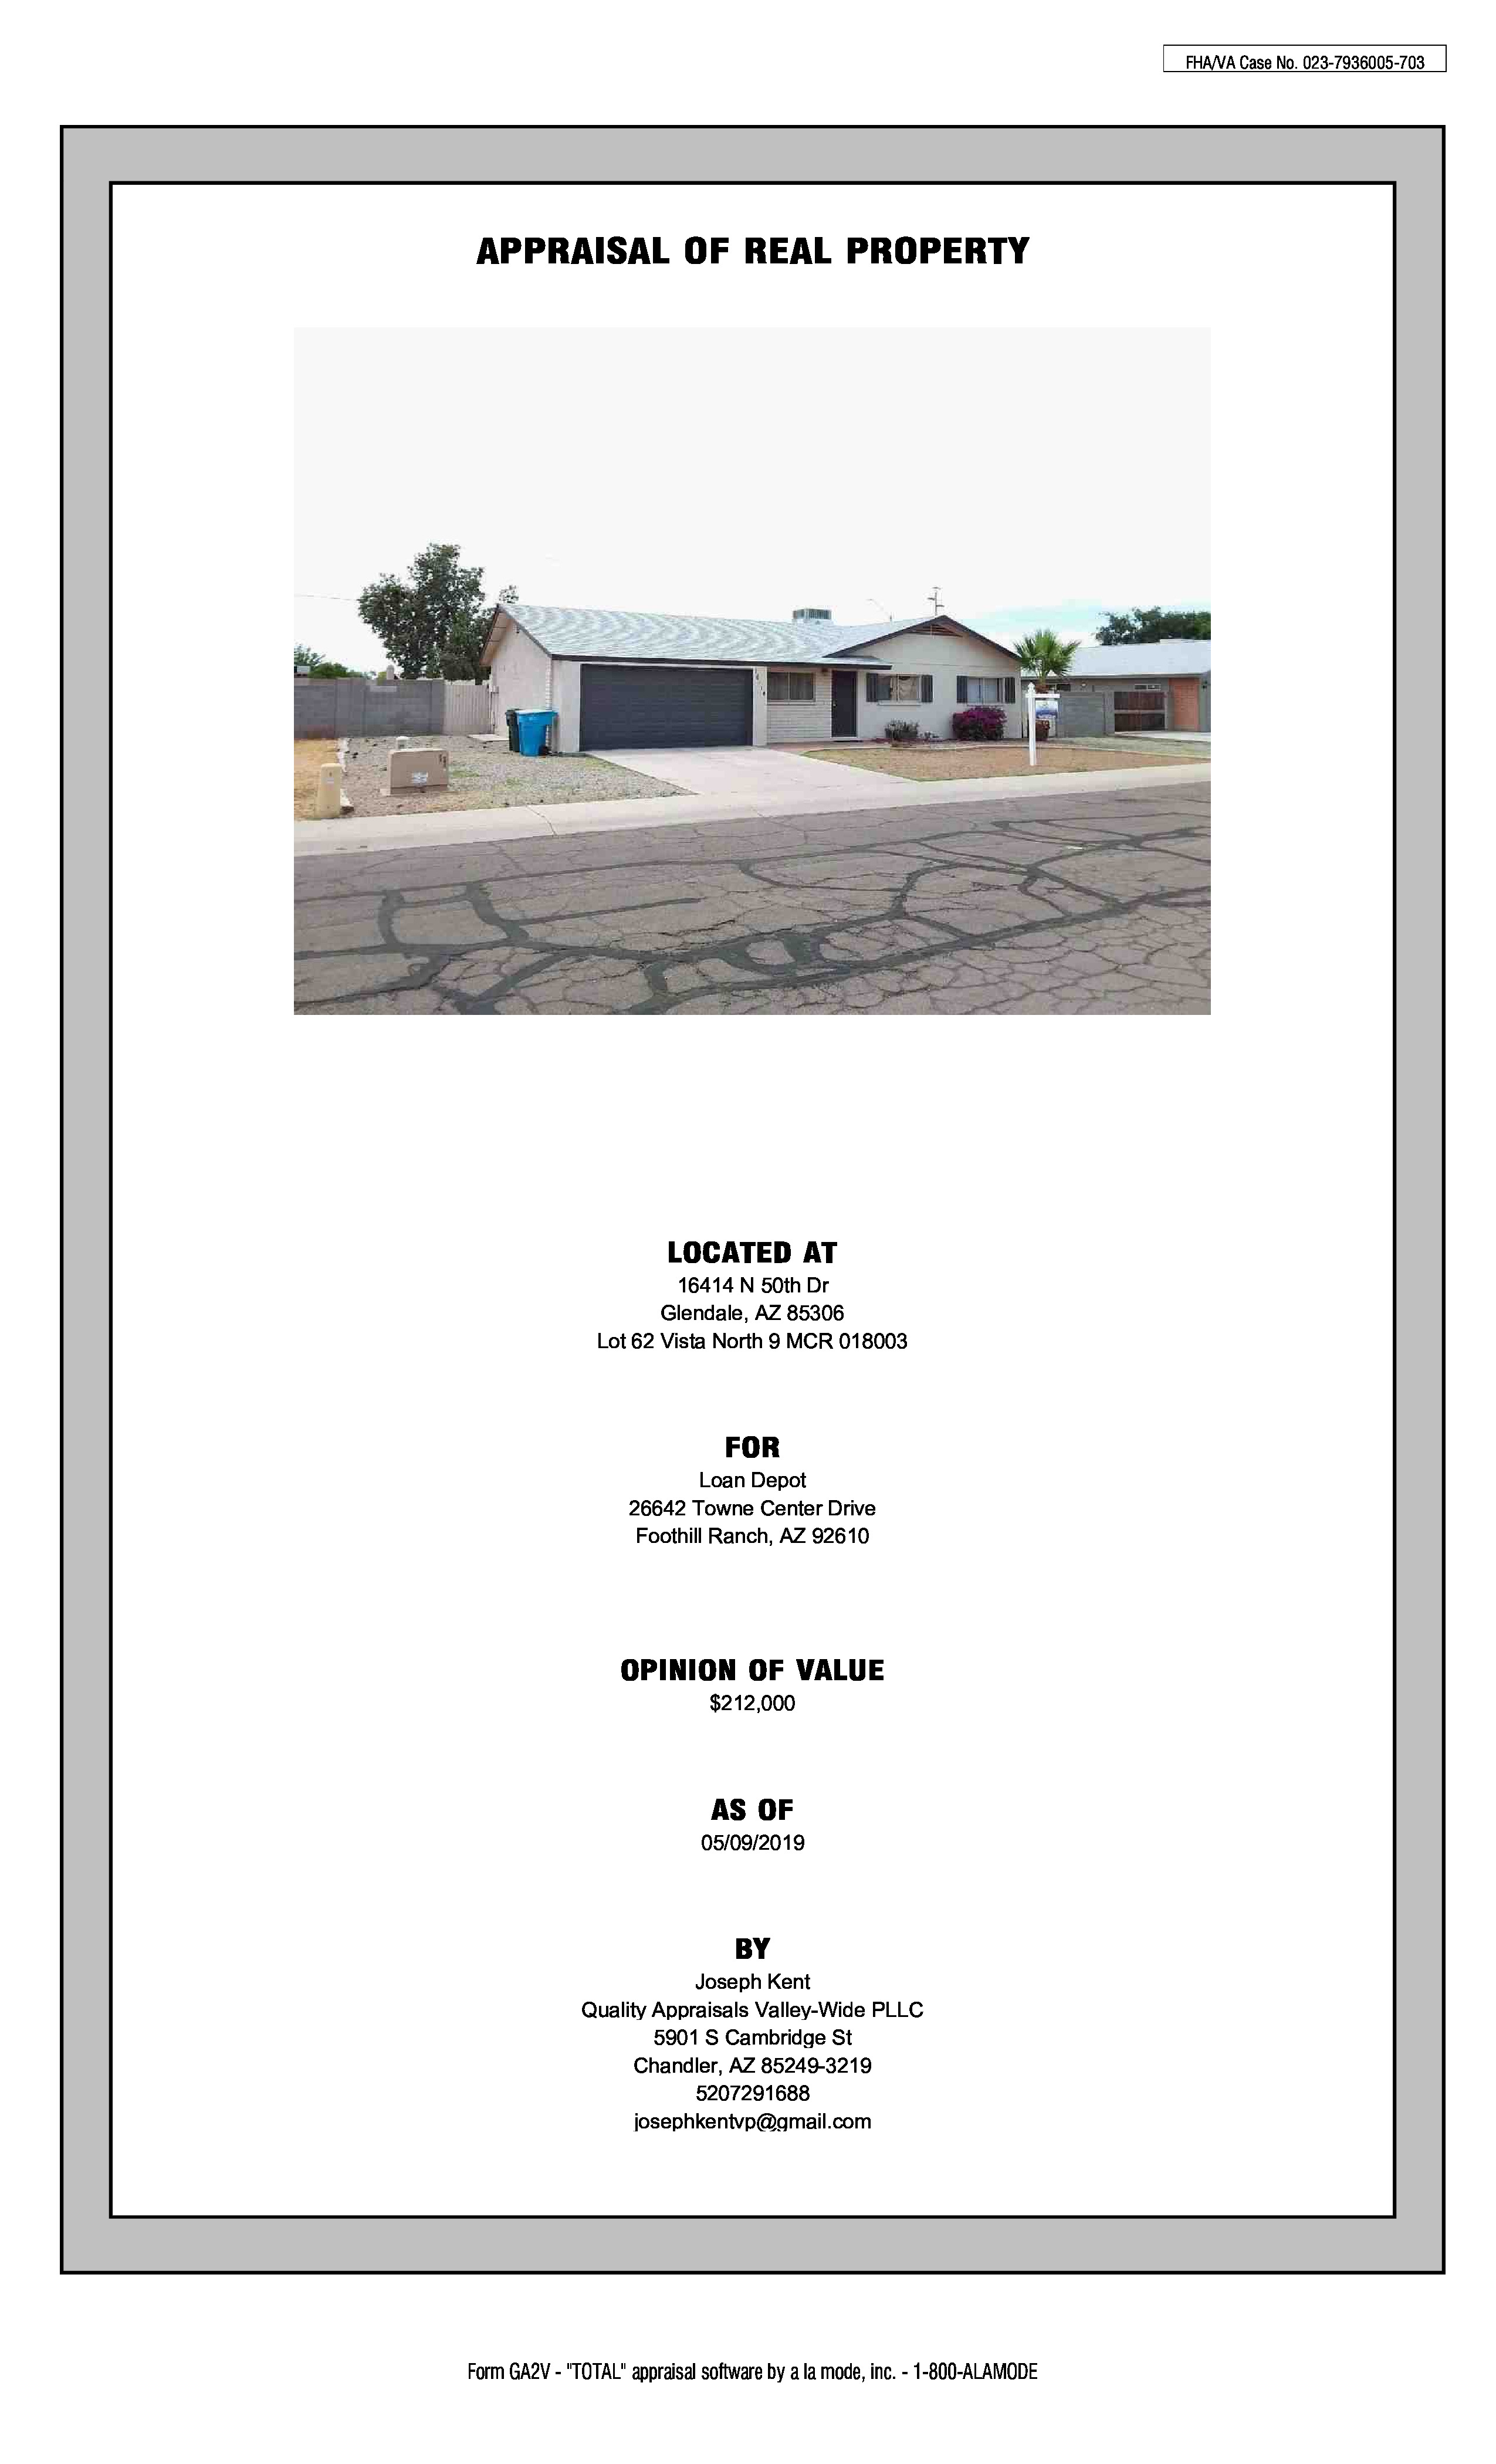 FHA/VA Case No. 023-7936005-703
APPRAISAL OF REAL PROPERTY
LOCATED AT
16414 N 50th Dr
Glendale, AZ 85306
Lot 62 Vista North 9 MCR 018003
FOR
Loan Depot
26642 Towne Center Drive
Foothill Ranch, AZ 92610
OPINION OF VALUE
$212,000
AS OF
05/09/2019
BY
Joseph Kent
Quality Appraisals Valley-Wide PLLC
5901 S Cambridge St
Chandler, AZ 85249-3219
5207291688
josephkentvp@gmail.com
Form GA2V - "TOTAL" appraisal software by a la mode, inc. - 1-800-ALAMODE